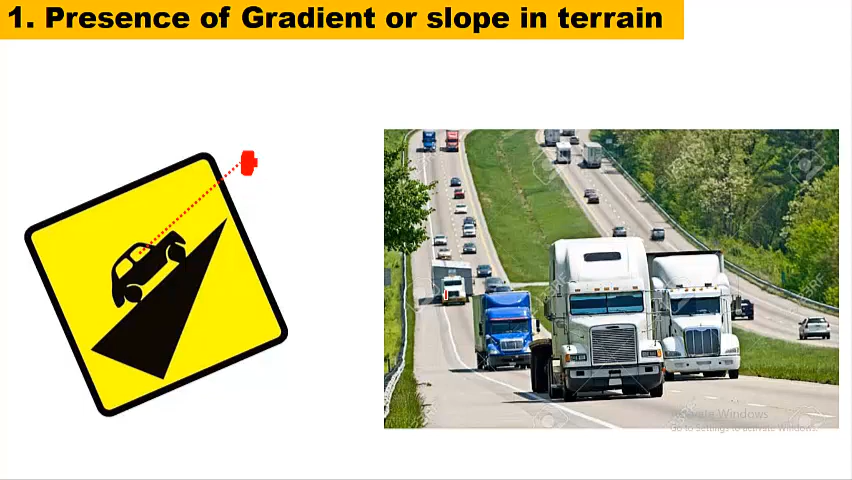 1. Presence of Gradient or slope in terrain
Activate Windows
Go to Settings to activate Windows.